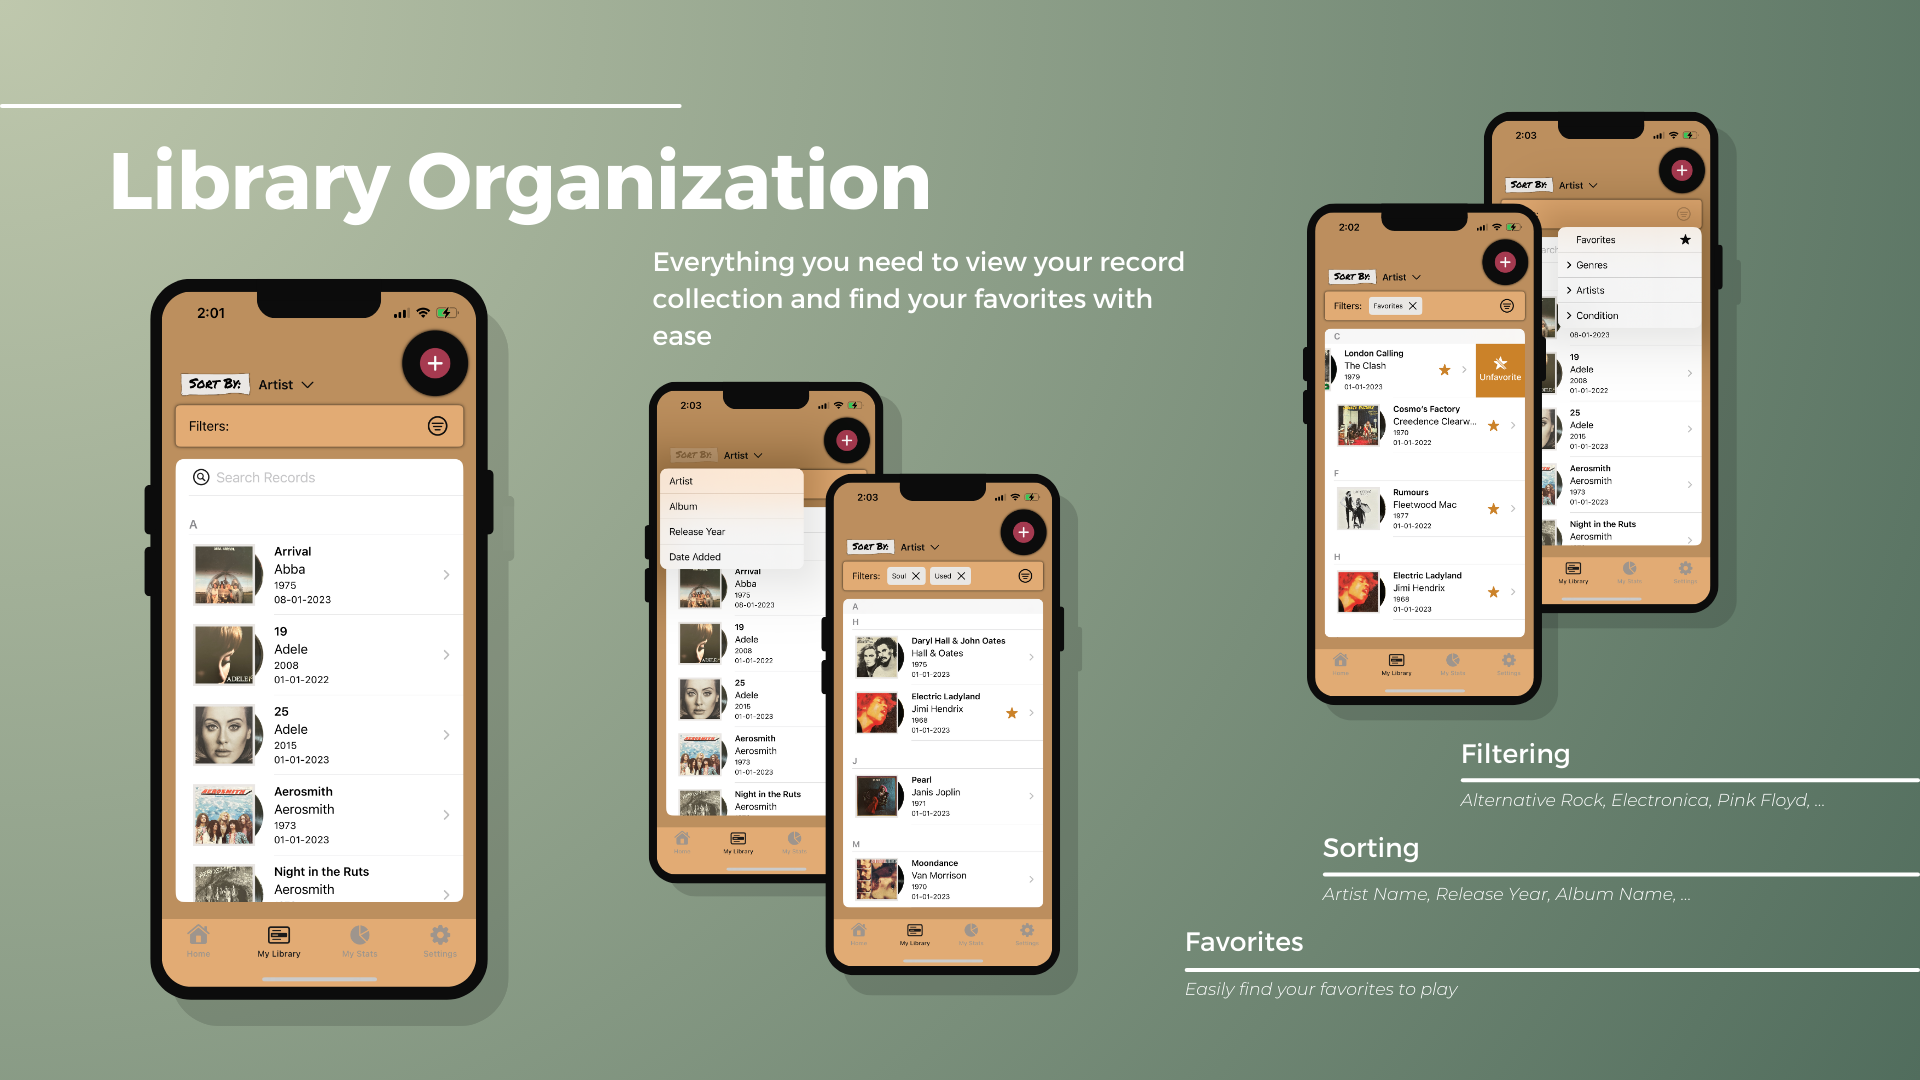 Library Organization
Everything you need to view your record
collection and find your favorites with
ease
2:01
SORT BY:
Artist
Filters:
Search Records
A
Arrival
Abba
1975
08-01-2023
19
Adele
2008
01-01-2022
25
Adele
2015
01-01-2023
Aerosmith
Aerosmith
1973
01-01-2023
Night in the Ruts
Aerosmith
Home
My Library
My Stats
Settings
2:03
SORT BY:
Artist
Artist
Album
Release Year
Date Added
Arrival
Abba
1975
08-01-2023
19
Adele
2008
01-01-2022
25
Adele
2015
01-01-2023
Aerosmith
Aerosmith
1973
01-01-2023
Night in the Ruts
Aerosmith
Home
My Library
My Stats
2:03
SORT BY:
Artist
Filters:
Soul
Used
A
H
Daryl Hall & John Oates
Hall & Oates
1975
01-01-2023
Electric Ladyland
Jimi Hendrix
1968
01-01-2023
J
Pearl
Janis Joplin
1971
01-01-2023
M
Moondance
Van Morrison
1970
01-01-2023
Home
My Library
My Stats
Settings
2:02
SORT BY:
Artist
Filters:
Favorites
C
London Calling
The Clash
1979
01-01-2023
Unfavorite
Cosmo's Factory
Creedence Clearw...
1970
01-01-2022
F
Rumours
Fleetwood Mac
1977
01-01-2022
H
Electric Ladyland
Jimi Hendrix
1968
01-01-2023
Home
My Library
My Stats
Settings
2:03
SORT BY:
Artist
Favorites
Genres
Artists
Condition
08-01-2023
19
Adele
2008
01-01-2022
25
Adele
2015
01-01-2023
Aerosmith
Aerosmith
1973
01-01-2023
Night in the Ruts
Aerosmith
My Library
My Stats
Settings
Filtering
Alternative Rock, Electronica, Pink Floyd, ...
Sorting
Artist Name, Release Year, Album Name, ...
Favorites
Easily find your favorites to play